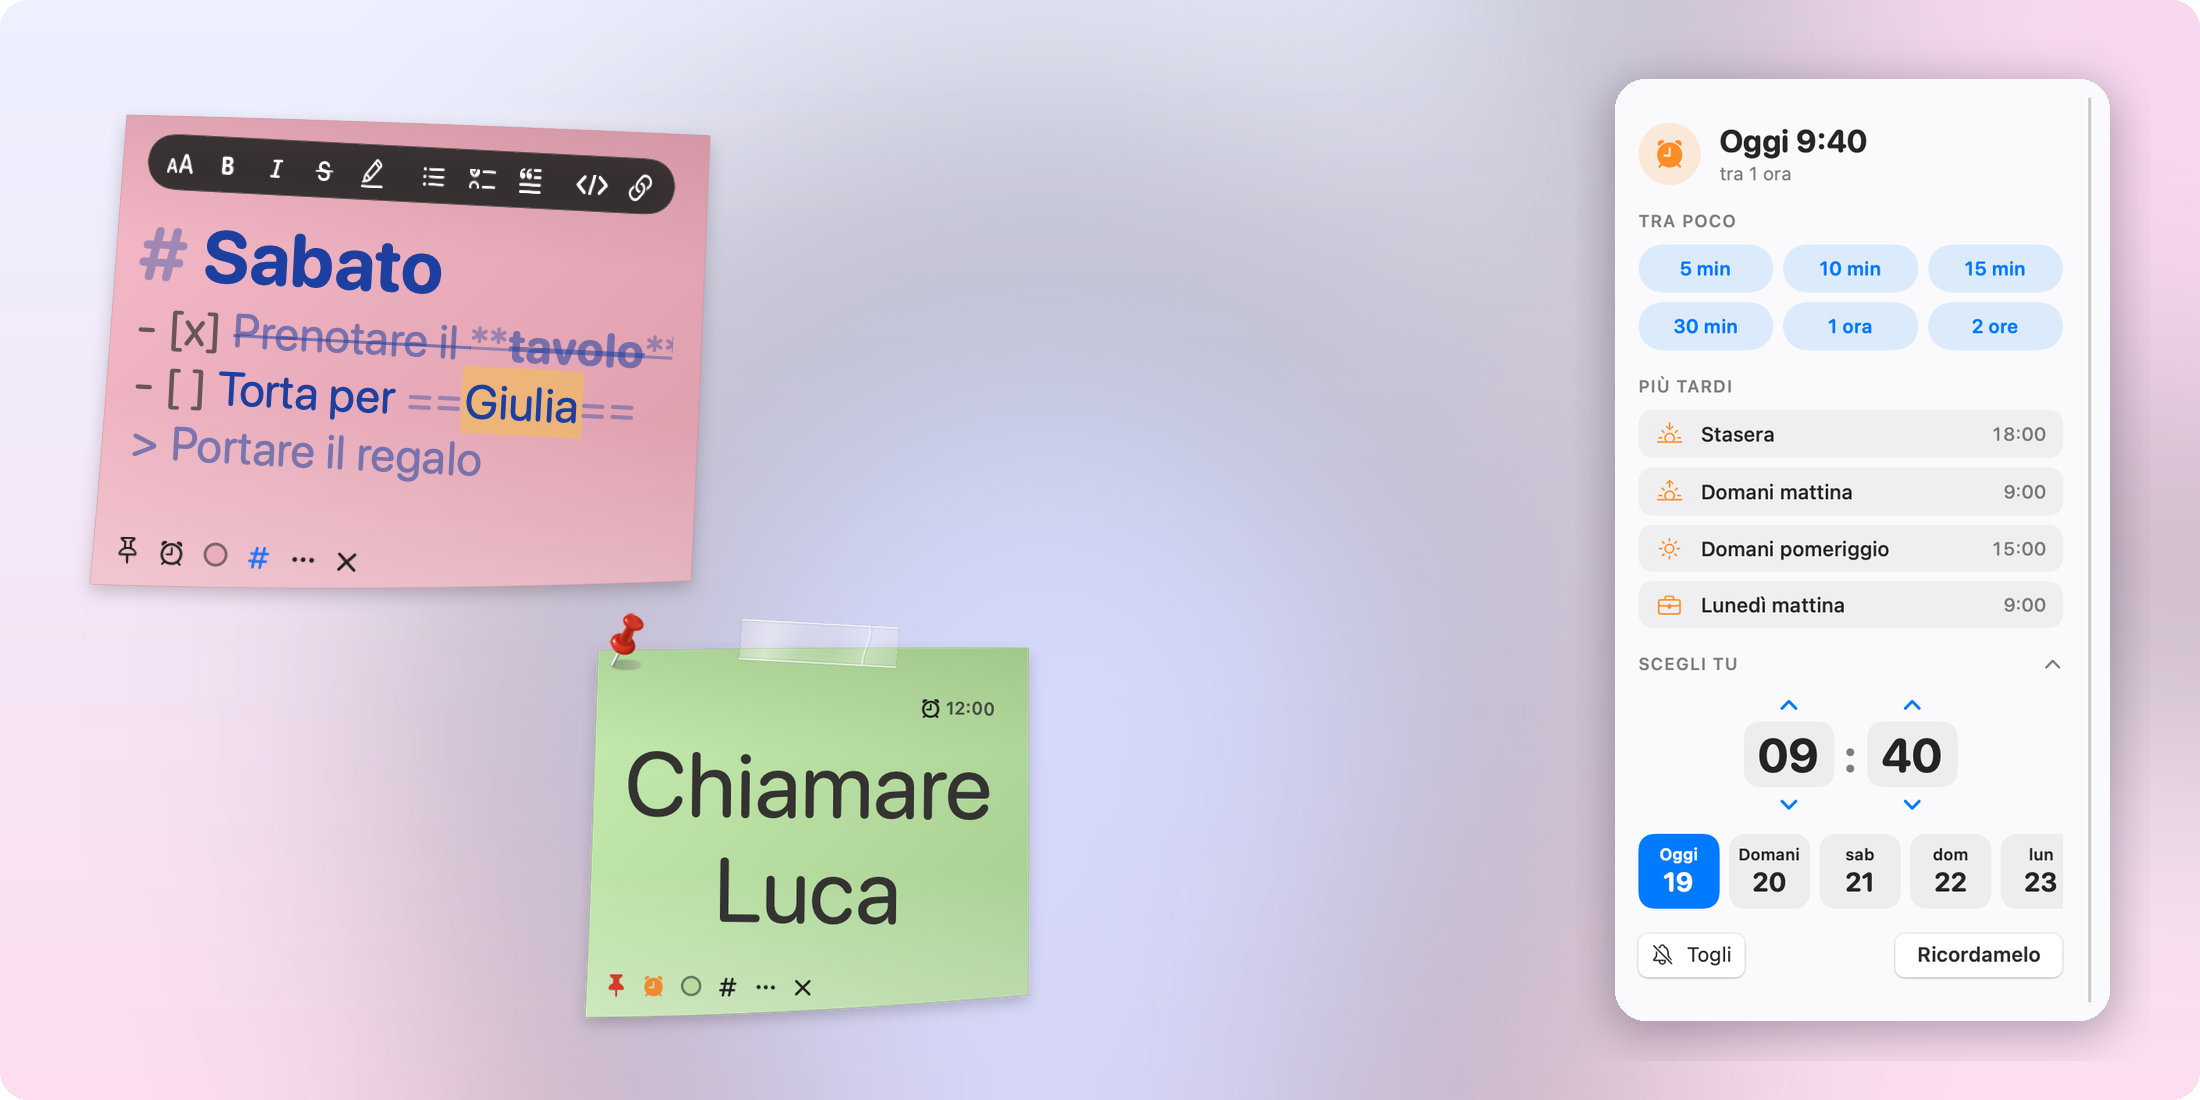 # Sabato
- [x] Prenotare il **tavolo**
- [ ] Torta per ==Giulia==
> Portare il regalo
12:00
Chiamare
Luca
Oggi 9:40
tra 1 ora
TRA POCO
5 min 10 min 15 min
30 min 1 ora 2 ore
PIÙ TARDI
Stasera 18:00
Domani mattina 9:00
Domani pomeriggio 15:00
Lunedì mattina 9:00
SCEGLI TU
09 : 40
Oggi Domani sab dom lun
19 20 21 22 23
Togli Ricordamelo